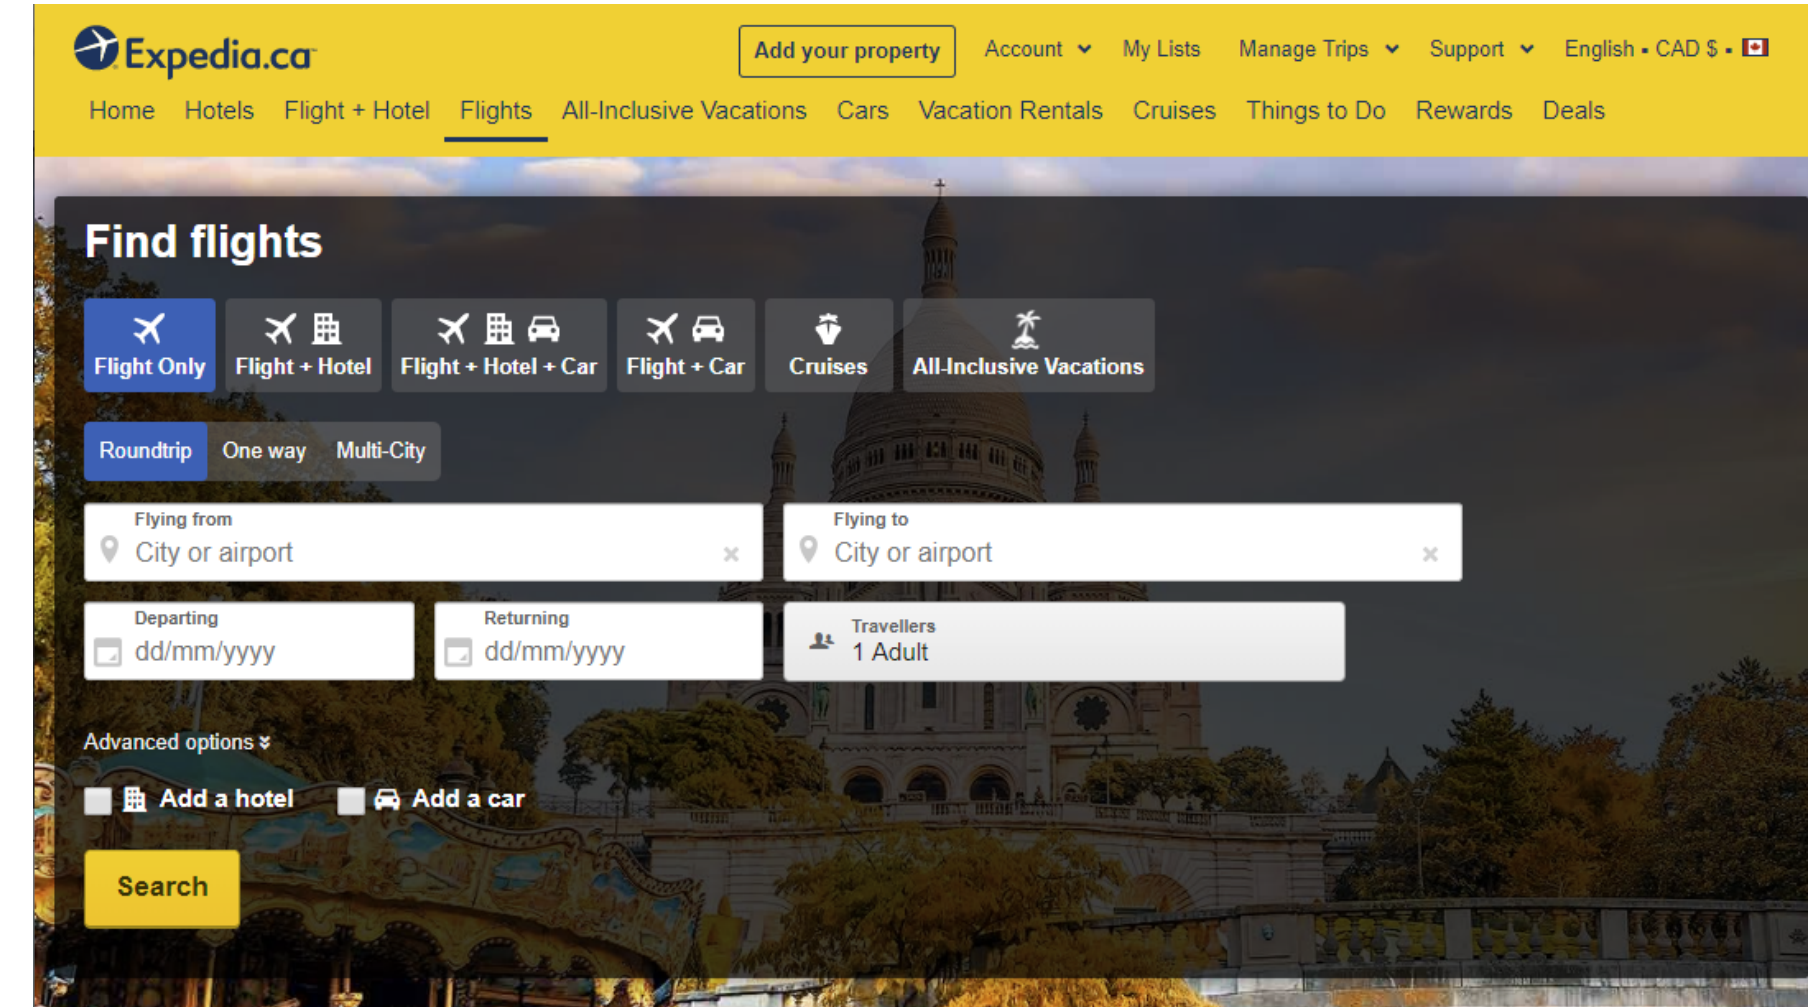 Expedia.ca
Add your property Account My Lists Manage Trips Support English ▪ CAD $ ▪
Home Hotels Flight + Hotel Flights All-Inclusive Vacations Cars Vacation Rentals Cruises Things to Do Rewards Deals
Find flights
Flight Only Flight + Hotel Flight + Hotel + Car Flight + Car Cruises All-Inclusive Vacations
Roundtrip One way Multi-City
Flying from Flying to
City or airport City or airport
Departing Returning Travellers
dd/mm/yyyy dd/mm/yyyy 1 Adult
Advanced options
Add a hotel Add a car
Search